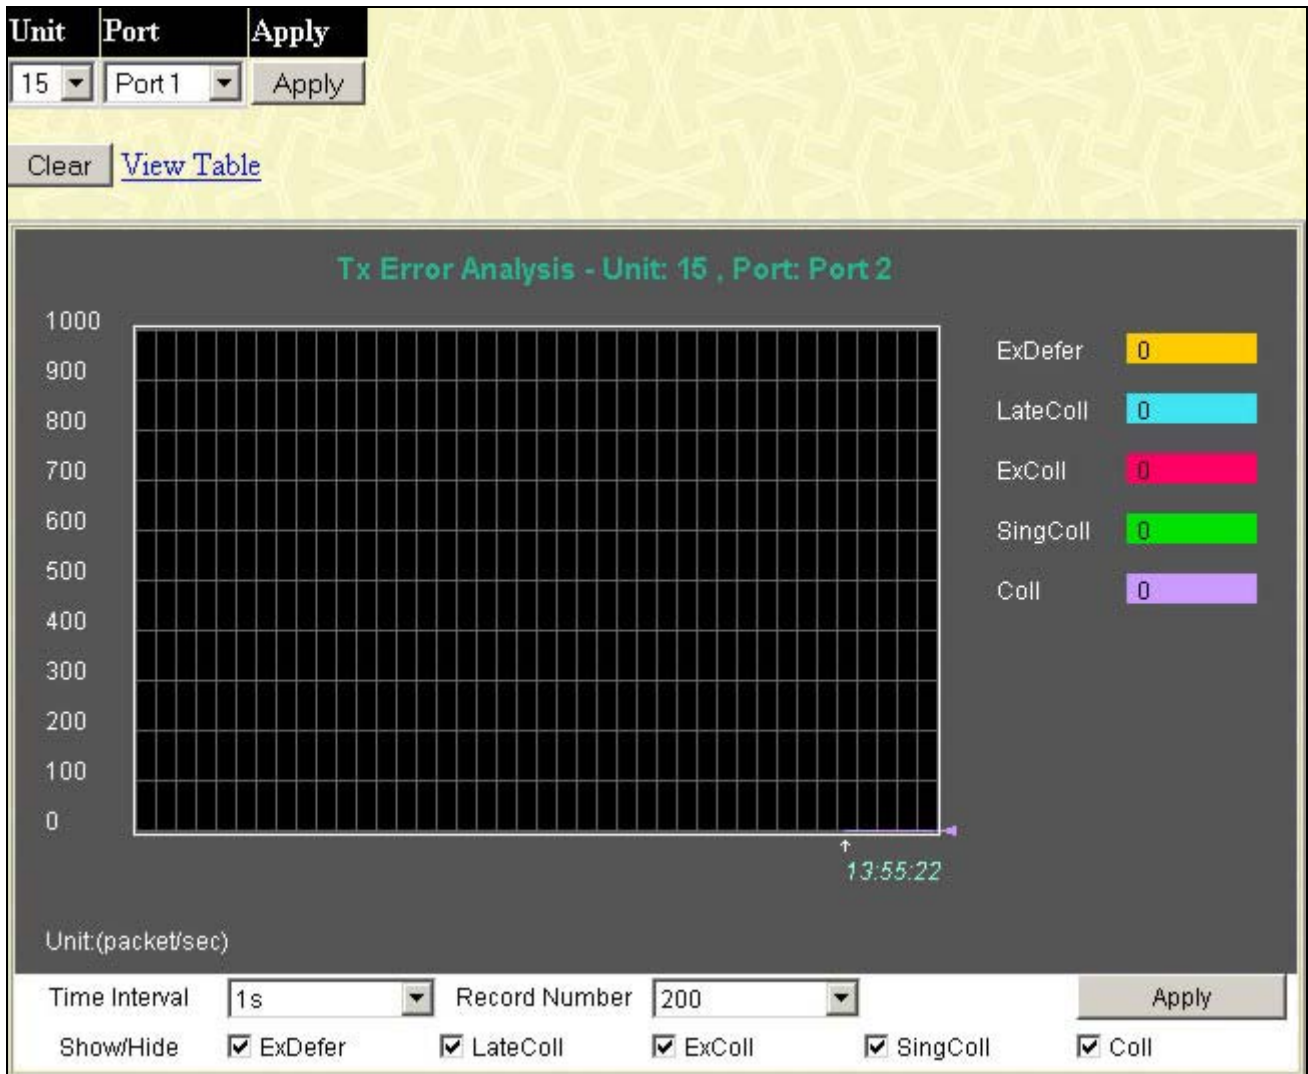 Unit Port Apply
15 Port 1 Apply
Clear View Table
Tx Error Analysis - Unit: 15 , Port: Port 2
1000
900
800
700
600
500
400
300
200
100
0
ExDefer 0
LateColl 0
ExColl 0
SingColl 0
Coll 0
13:55:22
Unit:(packet/sec)
Time Interval 1s Record Number 200 Apply
Show/Hide ExDefer LateColl ExColl SingColl Coll